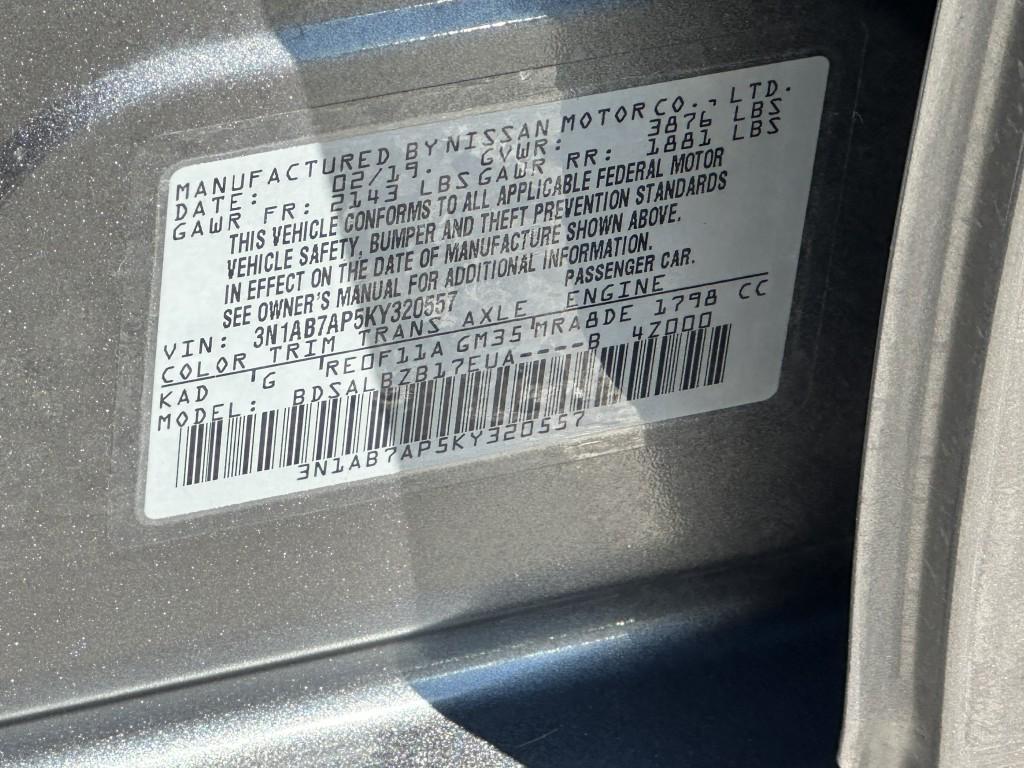 MANUFACTURED BY NISSAN MOTOR CO., LTD.
DATE: 02/19. GVWR: 3876 LBS
GAWR FR: 2143 LBS GAWR RR: 1881 LBS
THIS VEHICLE CONFORMS TO ALL APPLICABLE FEDERAL MOTOR
VEHICLE SAFETY, BUMPER AND THEFT PREVENTION STANDARDS
IN EFFECT ON THE DATE OF MANUFACTURE SHOWN ABOVE.
SEE OWNER'S MANUAL FOR ADDITIONAL INFORMATION.
VIN: 3N1AB7AP5KY320557 PASSENGER CAR.
COLOR TRIM TRANS AXLE ENGINE
KAD 'G 'RE0F11A GM35'MRA8DE 1798 CC
MODEL: BDSALBZB17EUA----B 4Z000
3N1AB7AP5KY320557